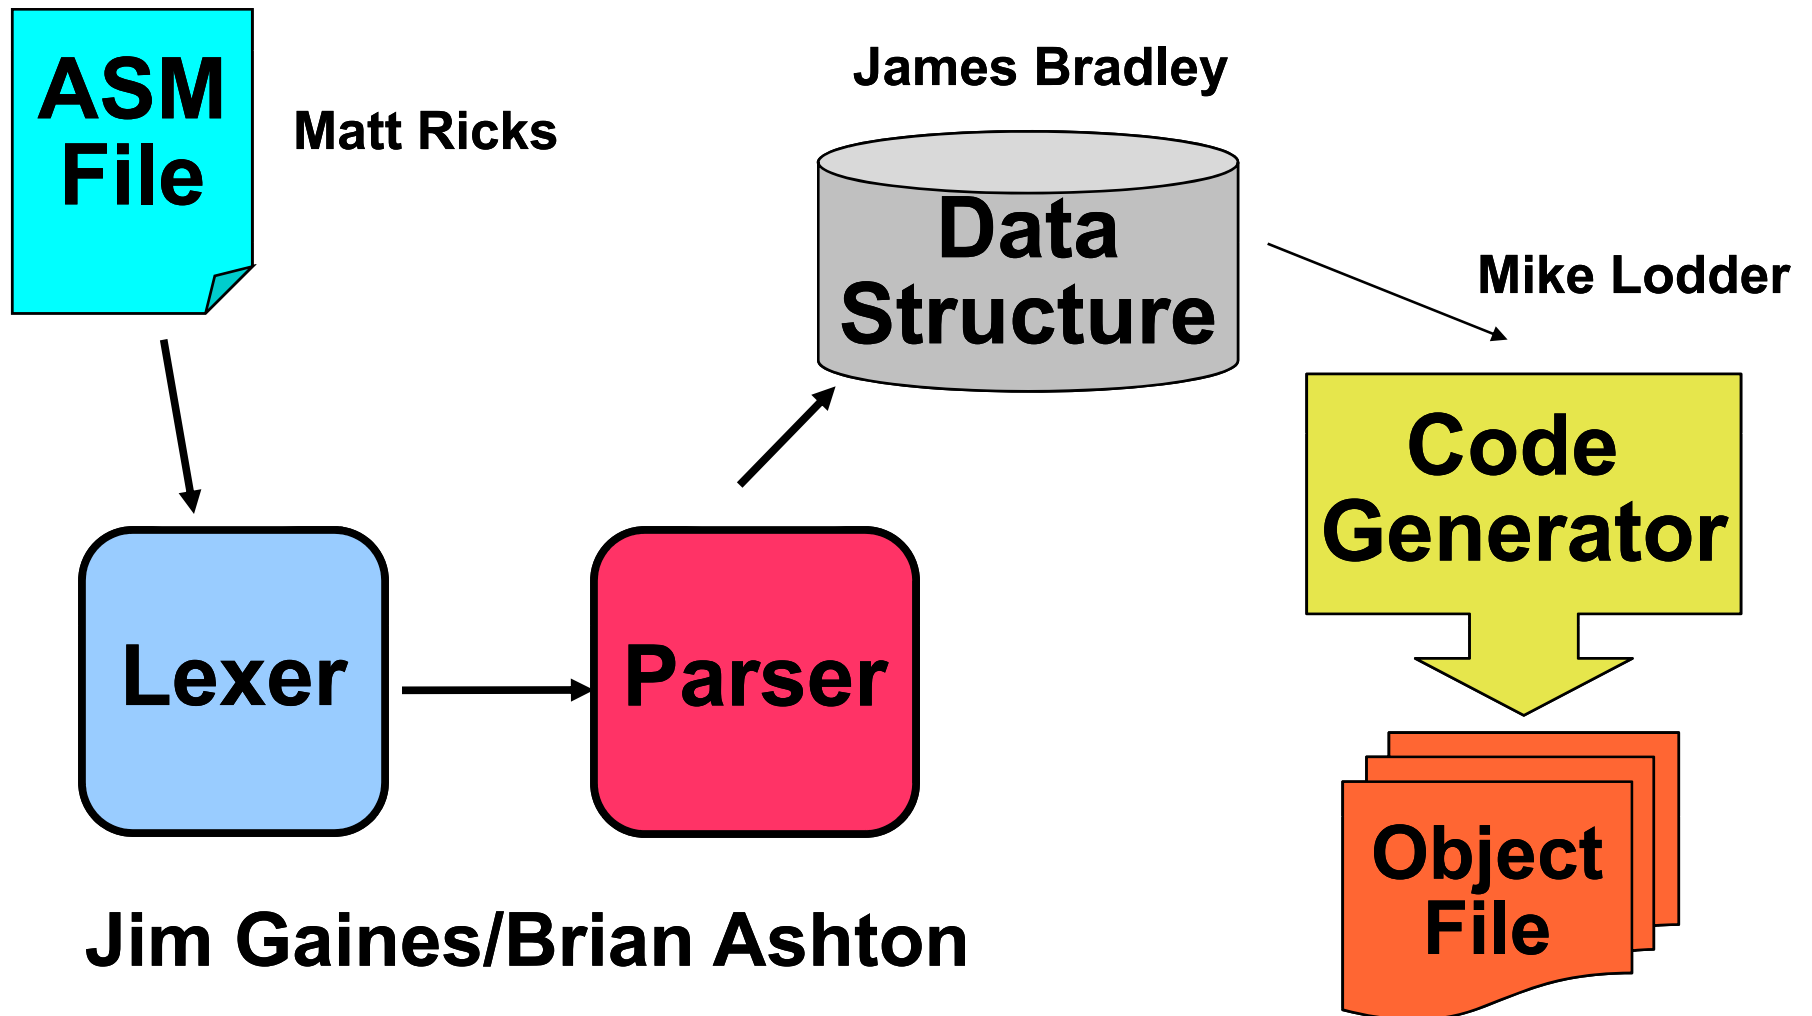 ASM
File
Matt Ricks
James Bradley
Data
Structure
Mike Lodder
Code
Generator
Lexer
Parser
Object
File
Jim Gaines/Brian Ashton